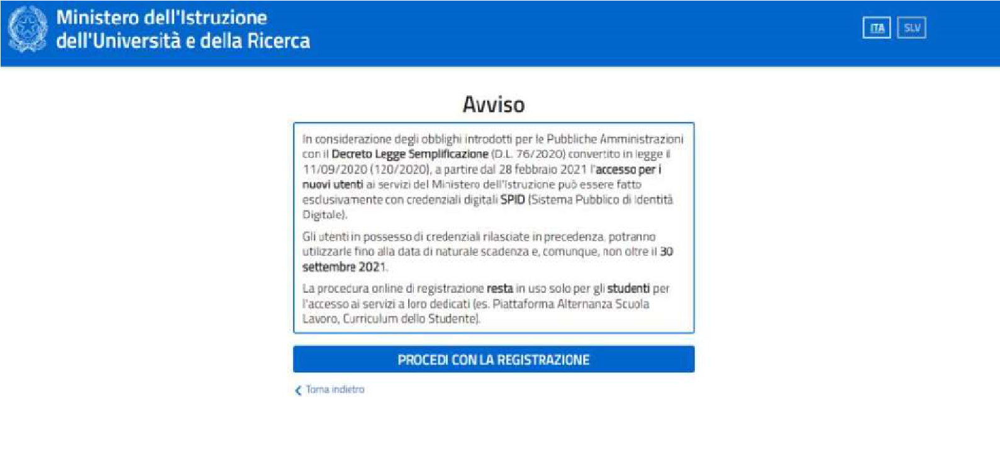 Ministero dell'Istruzione
dell'Università e della Ricerca
ITA
SLV
Avviso
In considerazione degli obblighi introdotti per le Pubbliche Amministrazioni
con il Decreto Legge Semplificazione (D.L. 76/2020) convertito in legge il
11/09/2020 (120/2020), a partire dal 28 febbraio 2021 l'accesso per i
nuovi utenti ai servizi del Ministero dell'Istruzione può essere fatto
esclusivamente con credenziali digitali SPID (Sistema Pubblico di Identità
Digitale).
Gli utenti in possesso di credenziali rilasciate in precedenza, potranno
utilizzarle fino alla data di naturale scadenza e, comunque, non oltre il 30
settembre 2021.
La procedura online di registrazione resta in uso solo per gli studenti per
l'accesso ai servizi a loro dedicati (es. Piattaforma Alternanza Scuola
Lavoro, Curriculum dello Studente).
PROCEDI CON LA REGISTRAZIONE
Torna indietro